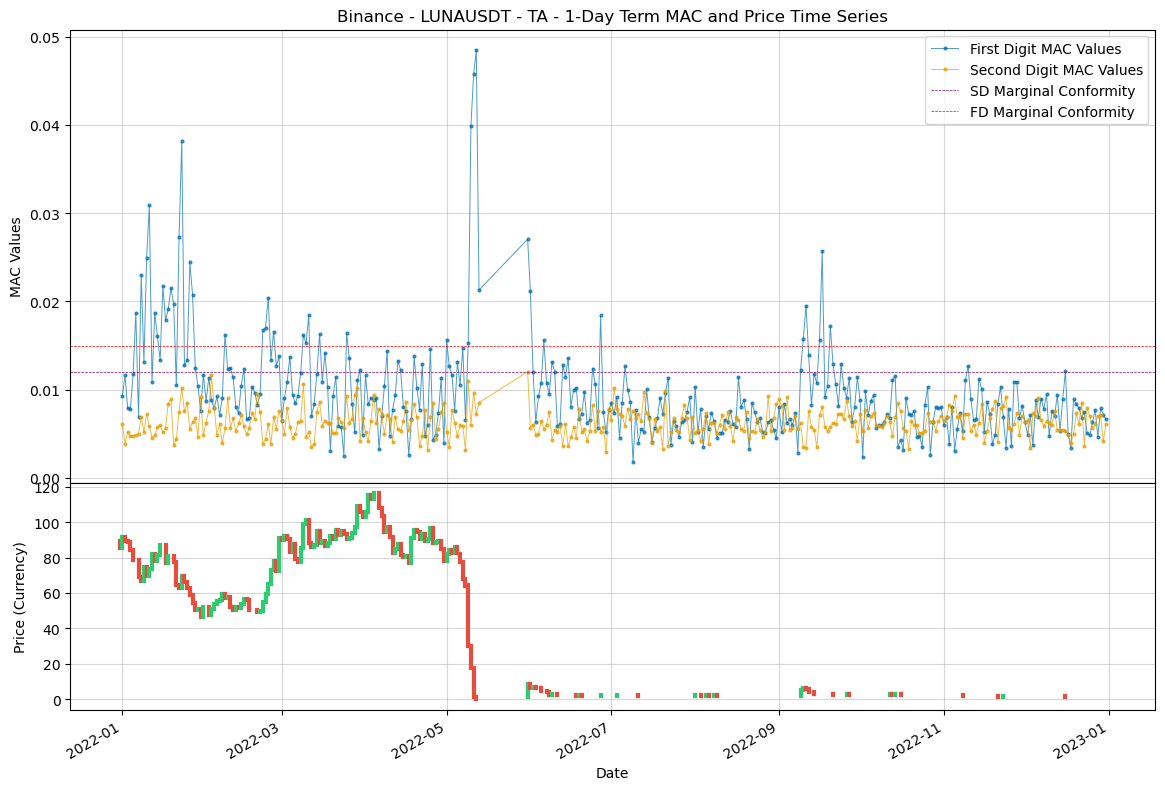 Binance - LUNAUSDT - TA - 1-Day Term MAC and Price Time Series
First Digit MAC Values
Second Digit MAC Values
SD Marginal Conformity
FD Marginal Conformity
MAC Values
0.05
0.04
0.03
0.02
0.01
0.00
Price (Currency)
120
100
80
60
40
20
0
2022-01
2022-03
2022-05
2022-07
2022-09
2022-11
2023-01
Date